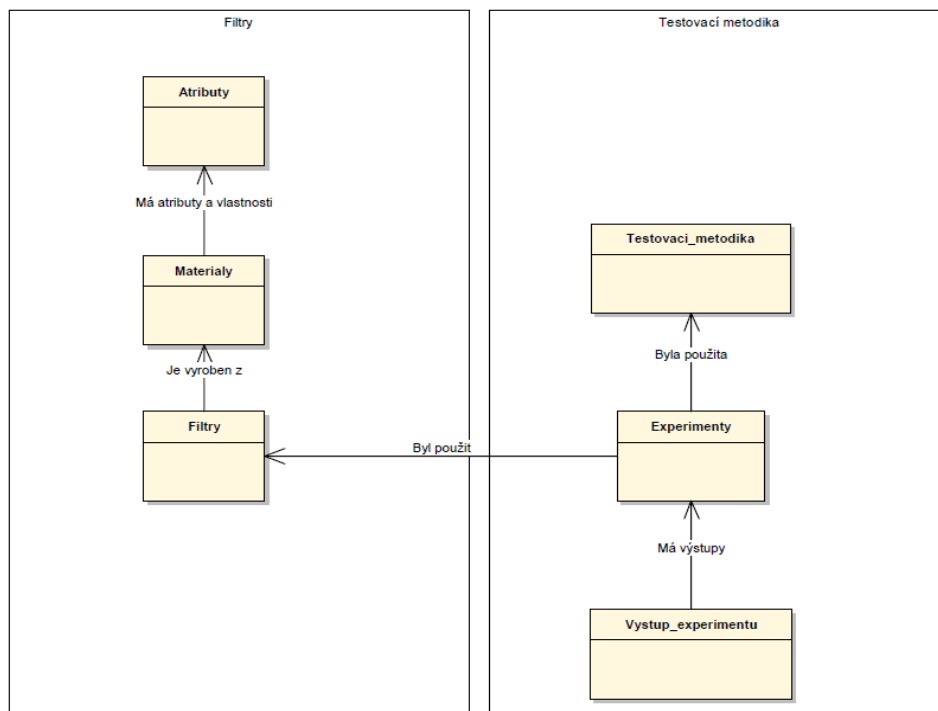 Filtry
Atributy
Má atributy a vlastnosti
Materialy
Je vyroben z
Filtry
Byl použit
Testovací metodika
Testovaci_metodika
Byla použita
Experimenty
Má výstupy
Vystup_experimentu